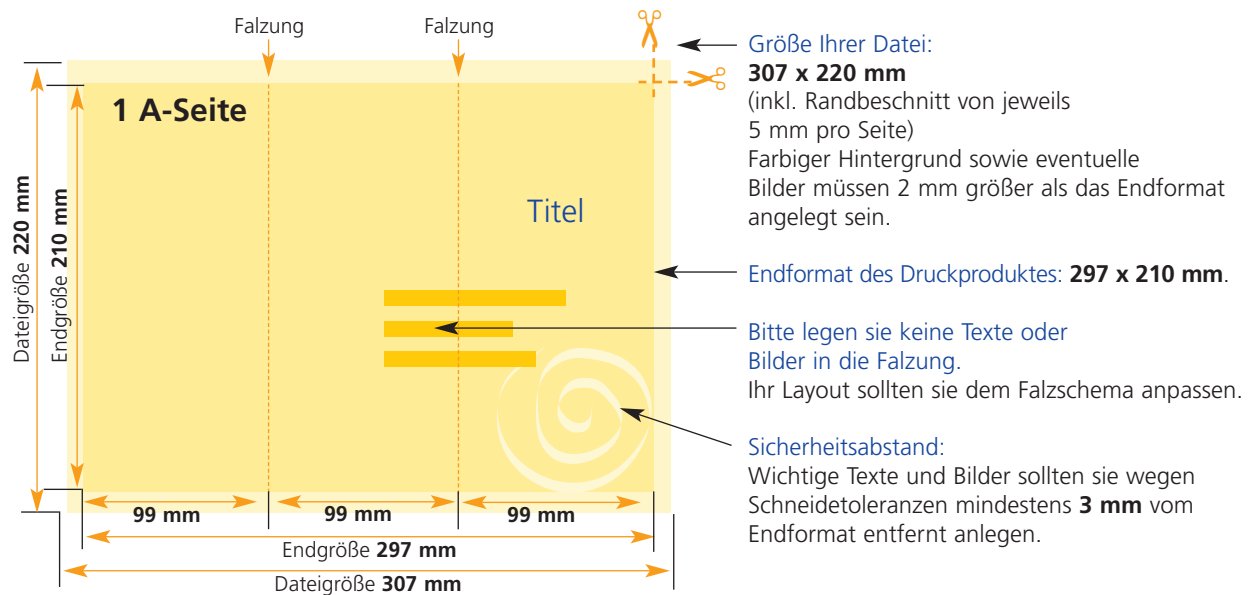 Falzung
Falzung
1 A-Seite
Titel
Dateigröße 220 mm
Endgröße 210 mm
99 mm
99 mm
99 mm
Endgröße 297 mm
Dateigröße 307 mm
Größe Ihrer Datei:
307 x 220 mm
(inkl. Randbeschnitt von jeweils
5 mm pro Seite)
Farbiger Hintergrund sowie eventuelle
Bilder müssen 2 mm größer als das Endformat
angelegt sein.
Endformat des Druckproduktes: 297 x 210 mm.
Bitte legen sie keine Texte oder
Bilder in die Falzung.
Ihr Layout sollten sie dem Falzschema anpassen.
Sicherheitsabstand:
Wichtige Texte und Bilder sollten sie wegen
Schneidetoleranzen mindestens 3 mm vom
Endformat entfernt anlegen.